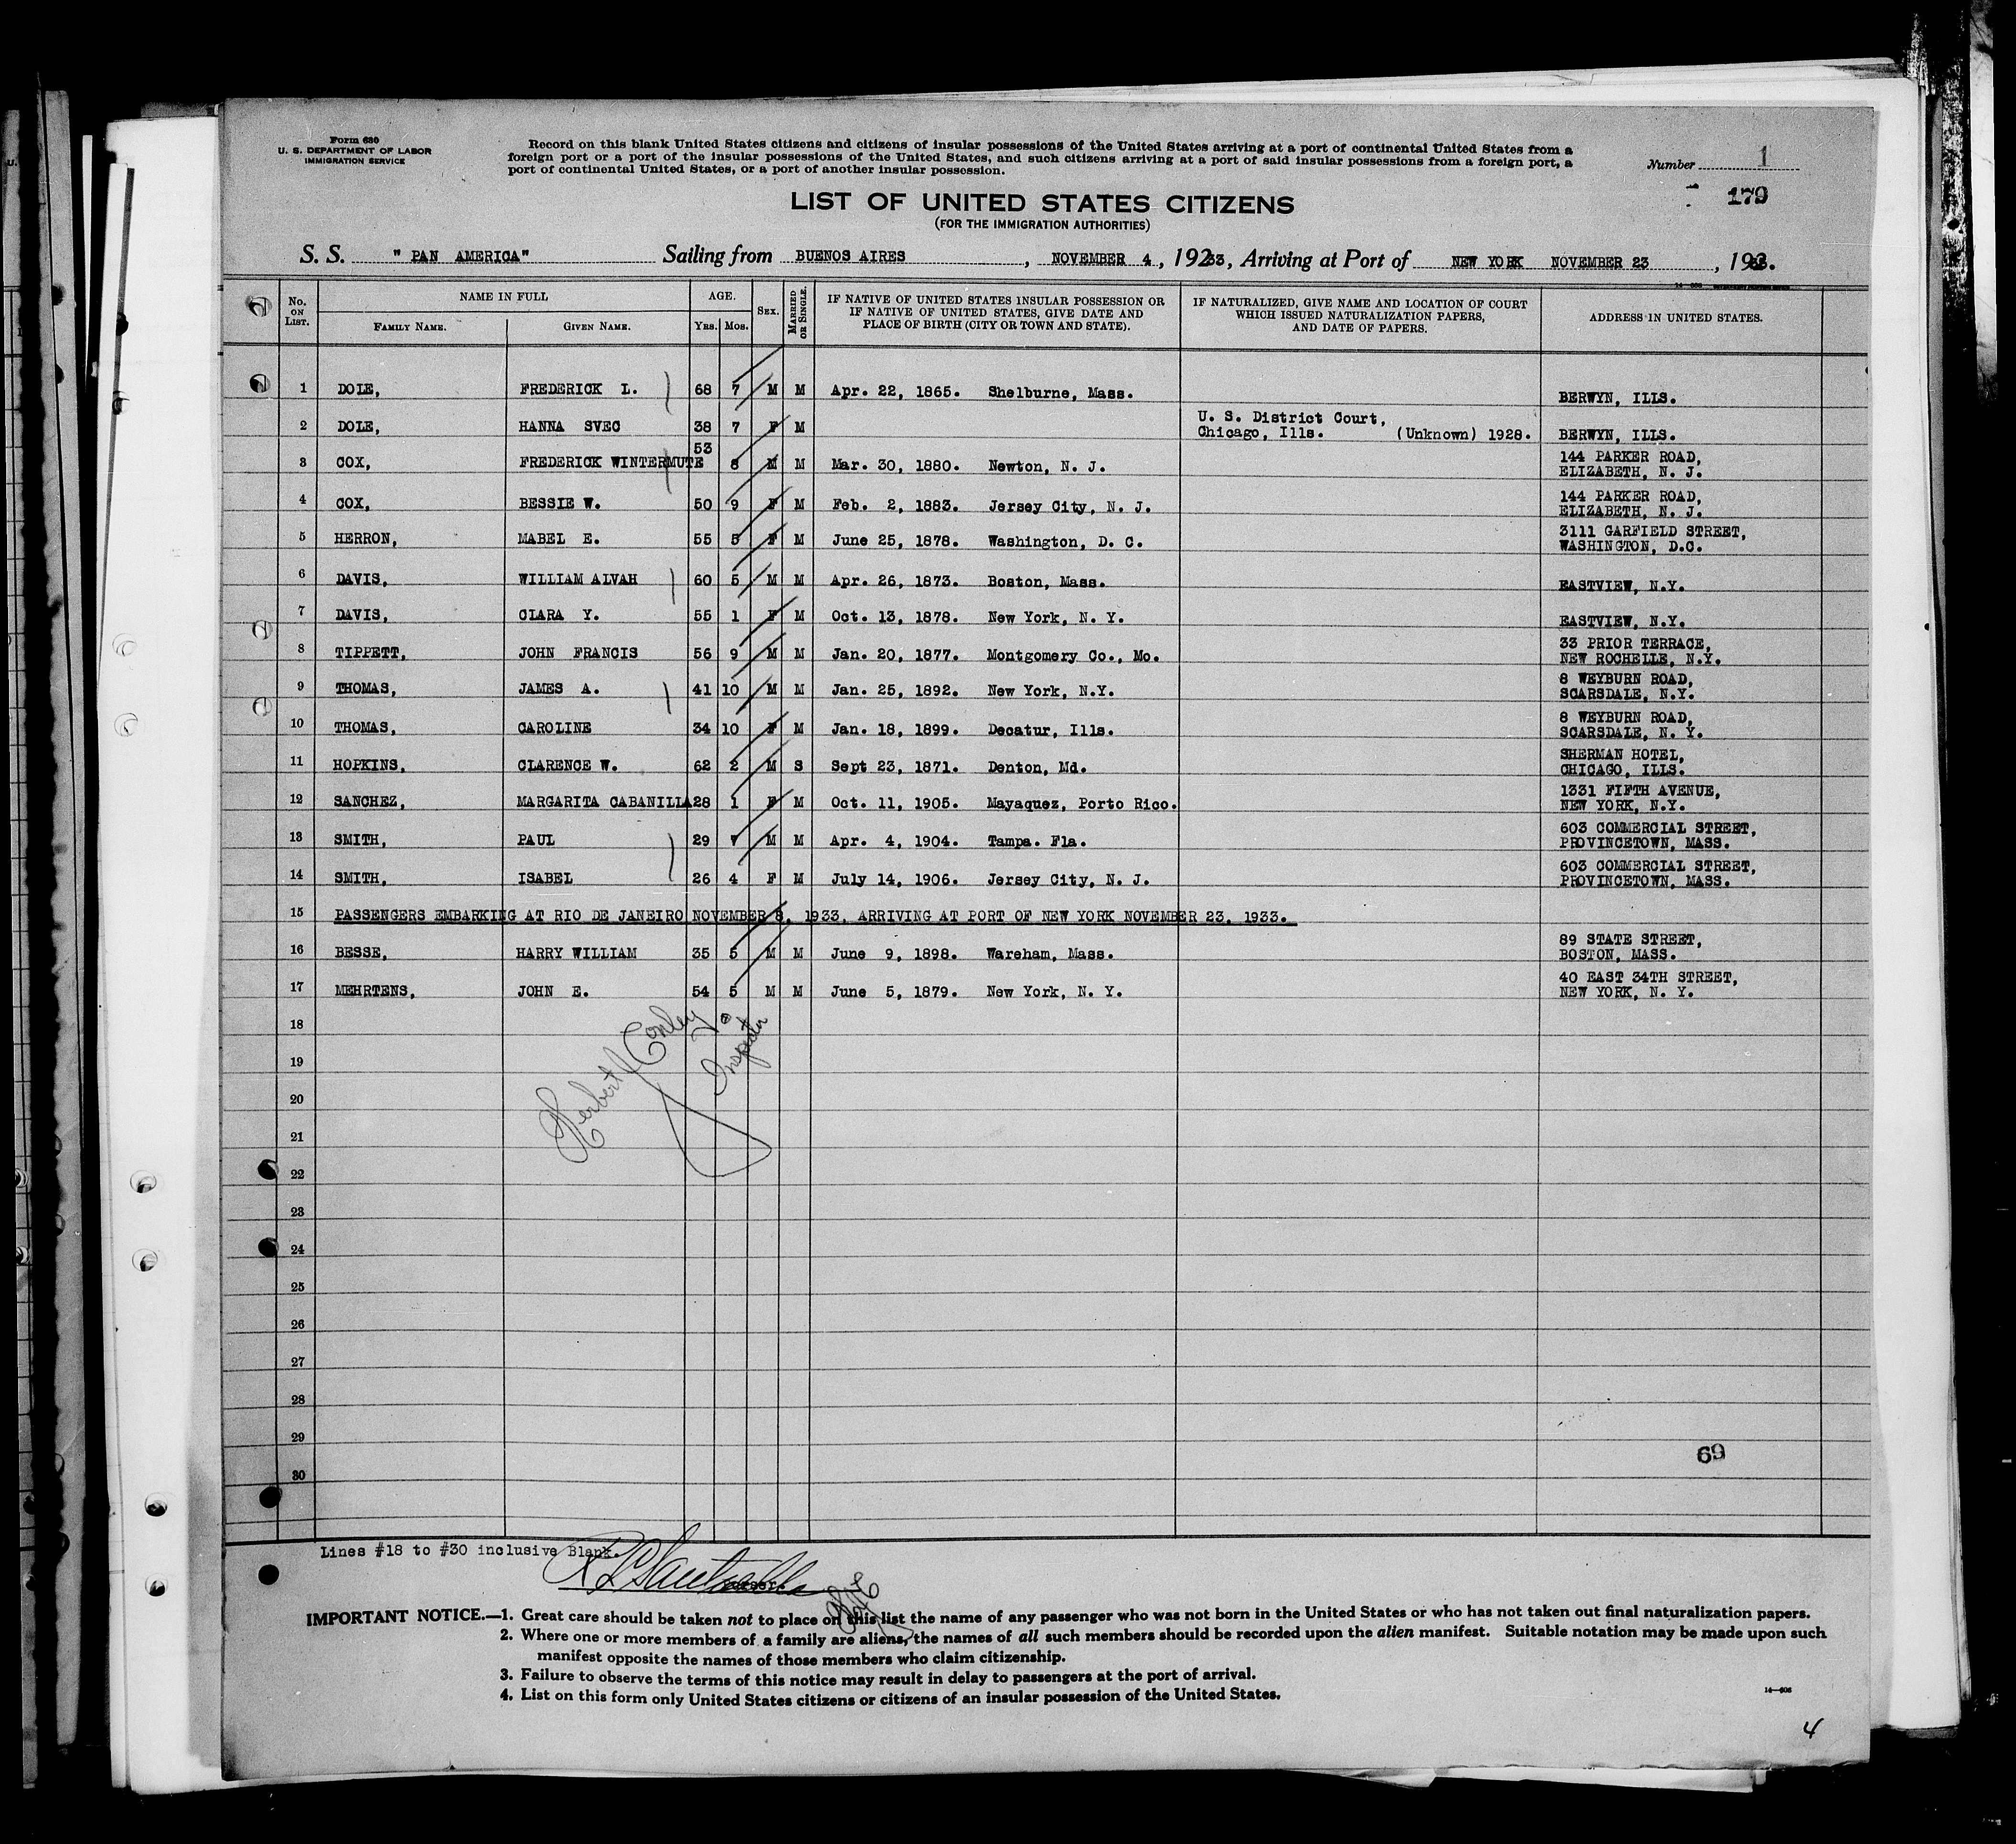 Form 630
U. S. DEPARTMENT OF LABOR
IMMIGRATION SERVICE
Record on this blank United States citizens and citizens of insular possessions of the United States arriving at a port of continental United States from a
foreign port or a port of the insular possessions of the United States, and such citizens arriving at a port of said insular possessions from a foreign port, a
port of continental United States, or a port of another insular possession.
Number 1
179
LIST OF UNITED STATES CITIZENS
(FOR THE IMMIGRATION AUTHORITIES)
S. S. " PAN AMERICA" Sailing from BUENOS AIRES, NOVEMBER 4, 1933, Arriving at Port of NEW YORK NOVEMBER 23, 193.
No. ON LIST. NAME IN FULL FAMILY NAME. GIVEN NAME. AGE. YRS. MOS. SEX. MARRIED OR SINGLE. IF NATIVE OF UNITED STATES INSULAR POSSESSION OR IF NATIVE OF UNITED STATES, GIVE DATE AND PLACE OF BIRTH (CITY OR TOWN AND STATE). IF NATURALIZED, GIVE NAME AND LOCATION OF COURT WHICH ISSUED NATURALIZATION PAPERS, AND DATE OF PAPERS. ADDRESS IN UNITED STATES.
1 DOLE, FREDERICK L. 68 7 M M Apr. 22, 1865. Shelburne, Mass. BERWYN, ILLS.
2 DOLE, HANNA SVEC 38 7 F M U. S. District Court, Chicago, Ills. (Unknown) 1928. BERWYN, ILLS.
3 COX, FREDERICK WINTERMUTE 53 8 M M Mar. 30, 1880. Newton, N. J. 144 PARKER ROAD, ELIZABETH, N. J.
4 COX, BESSIE W. 50 9 F M Feb. 2, 1883. Jersey City, N. J. 144 PARKER ROAD, ELIZABETH, N. J.
5 HERRON, MABEL E. 55 5 F M June 25, 1878. Washington, D. C. 3111 GARFIELD STREET, WASHINGTON, D.C.
6 DAVIS, WILLIAM ALVAH 60 5 M M Apr. 26, 1873. Boston, Mass. EASTVIEW, N.Y.
7 DAVIS, CLARA Y. 55 1 F M Oct. 13, 1878. New York, N. Y. EASTVIEW, N.Y.
8 TIPPETT, JOHN FRANCIS 56 9 M M Jan. 20, 1877. Montgomery Co., Mo. 33 PRIOR TERRACE, NEW ROCHELLE, N.Y.
9 THOMAS, JAMES A. 41 10 M M Jan. 25, 1892. New York, N.Y. 8 WEYBURN ROAD, SCARSDALE, N.Y.
10 THOMAS, CAROLINE 34 10 F M Jan. 18, 1899. Decatur, Ills. 8 WEYBURN ROAD, SCARSDALE, N. Y.
11 HOPKINS, CLARENCE W. 62 2 M S Sept 23, 1871. Denton, Md. SHERMAN HOTEL, CHICAGO, ILLS.
12 SANCHEZ, MARGARITA CABANILLA 28 1 F M Oct. 11, 1905. Mayaquez, Porto Rico. 1331 FIFTH AVENUE, NEW YORK, N.Y.
13 SMITH, PAUL 29 7 M M Apr. 4, 1904. Tampa. Fla. 603 COMMERCIAL STREET, PROVINCETOWN, MASS.
14 SMITH, ISABEL 26 4 F M July 14, 1906. Jersey City, N. J. 603 COMMERCIAL STREET, PROVINCETOWN, MASS.
15 PASSENGERS EMBARKING AT RIO DE JANEIRO NOVEMBER 8, 1933, ARRIVING AT PORT OF NEW YORK NOVEMBER 23, 1933.
16 BESSE, HARRY WILLIAM 35 5 M M June 9, 1898. Wareham, Mass. 89 STATE STREET, BOSTON, MASS.
17 MEHRTENS, JOHN E. 54 5 M M June 5, 1879. New York, N. Y. 40 EAST 34TH STREET, NEW YORK, N. Y.
18
19
20
21
22
23
24
25
26
27
28
29
30
Herbert Conley
Inspector
69
Lines #18 to #30 inclusive Blank.
IMPORTANT NOTICE.—1. Great care should be taken not to place on this list the name of any passenger who was not born in the United States or who has not taken out final naturalization papers.
2. Where one or more members of a family are aliens, the names of all such members should be recorded upon the alien manifest. Suitable notation may be made upon such
manifest opposite the names of those members who claim citizenship.
3. Failure to observe the terms of this notice may result in delay to passengers at the port of arrival.
4. List on this form only United States citizens or citizens of an insular possession of the United States.
4